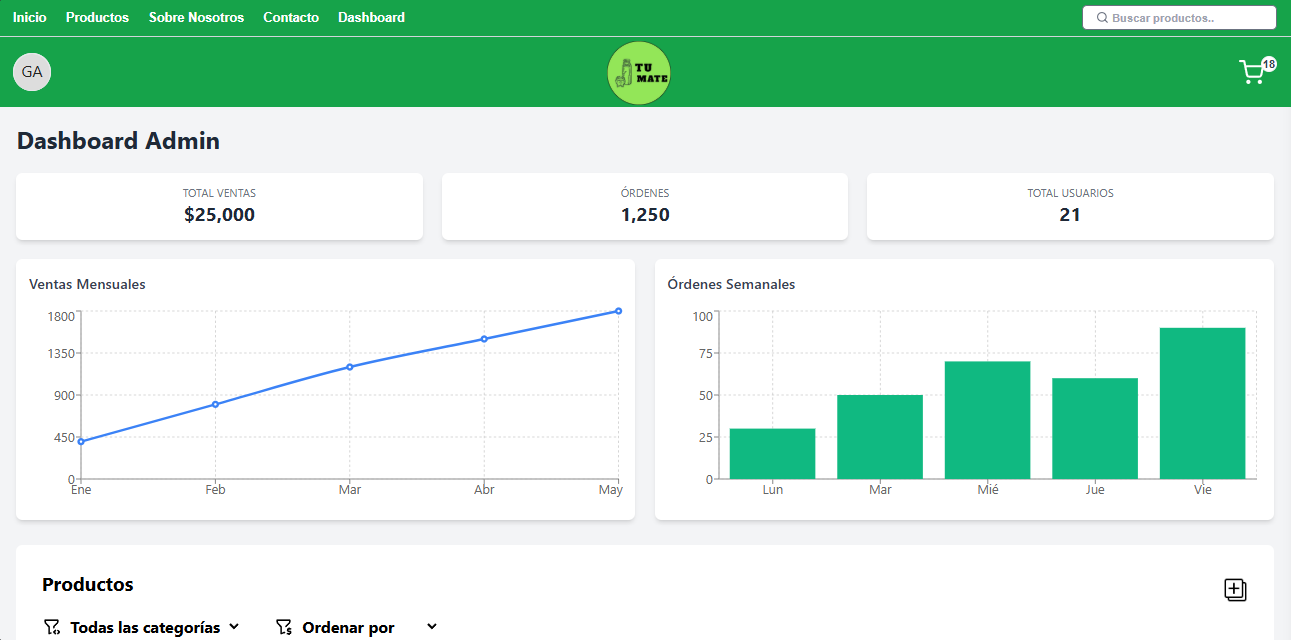 Inicio Productos Sobre Nosotros Contacto Dashboard Buscar productos..
GA TU MATE 18
Dashboard Admin
TOTAL VENTAS
$25,000
ÓRDENES
1,250
TOTAL USUARIOS
21
Ventas Mensuales
1800
1350
900
450
0
Ene Feb Mar Abr May
Órdenes Semanales
100
75
50
25
0
Lun Mar Mié Jue Vie
Productos
Todas las categorías Ordenar por